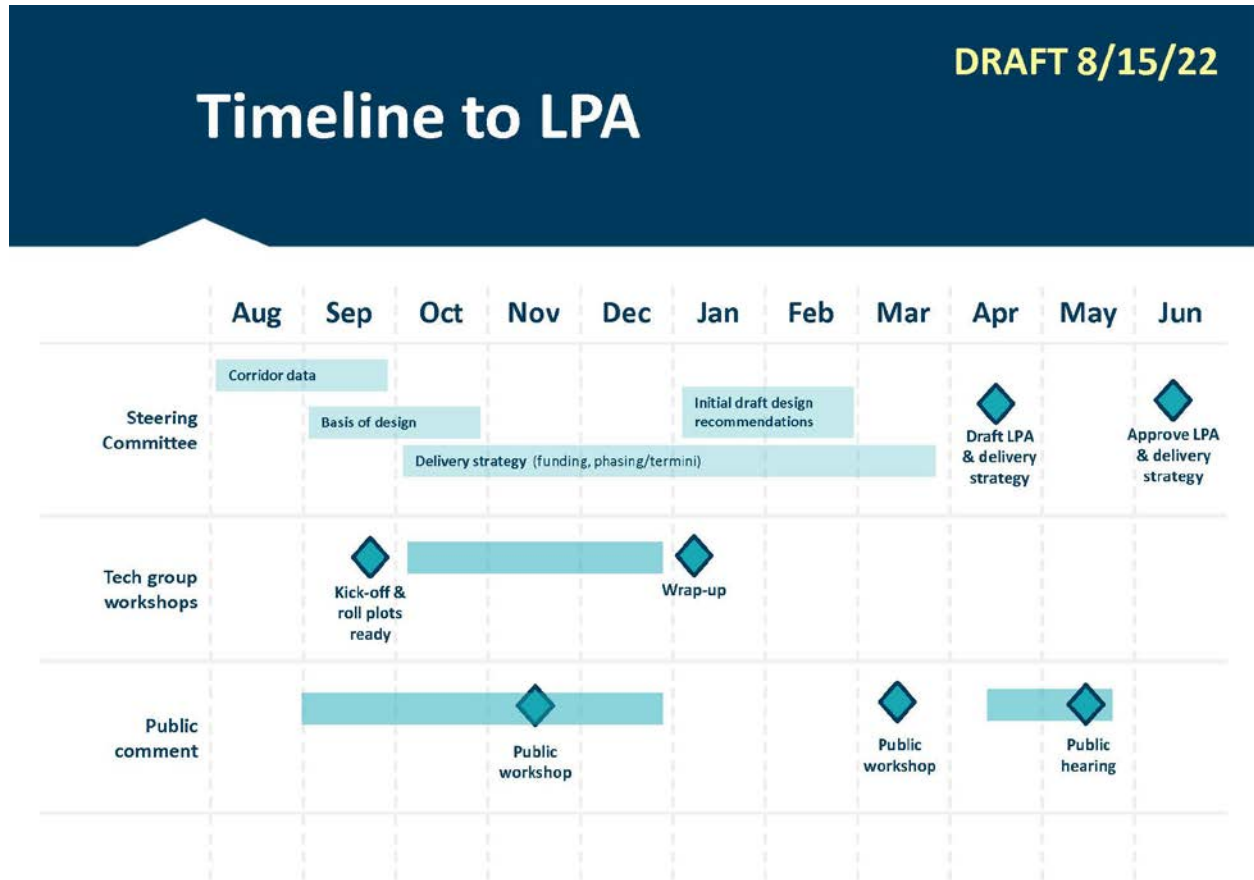 DRAFT 8/15/22
Timeline to LPA
Aug Sep Oct Nov Dec Jan Feb Mar Apr May Jun
Steering
Committee
Corridor data
Basis of design
Delivery strategy (funding, phasing/termini)
Initial draft design
recommendations
Draft LPA
& delivery
strategy
Approve LPA
& delivery
strategy
Tech group
workshops
Kick-off &
roll plots
ready
Wrap-up
Public
comment
Public
workshop
Public
workshop
Public
hearing